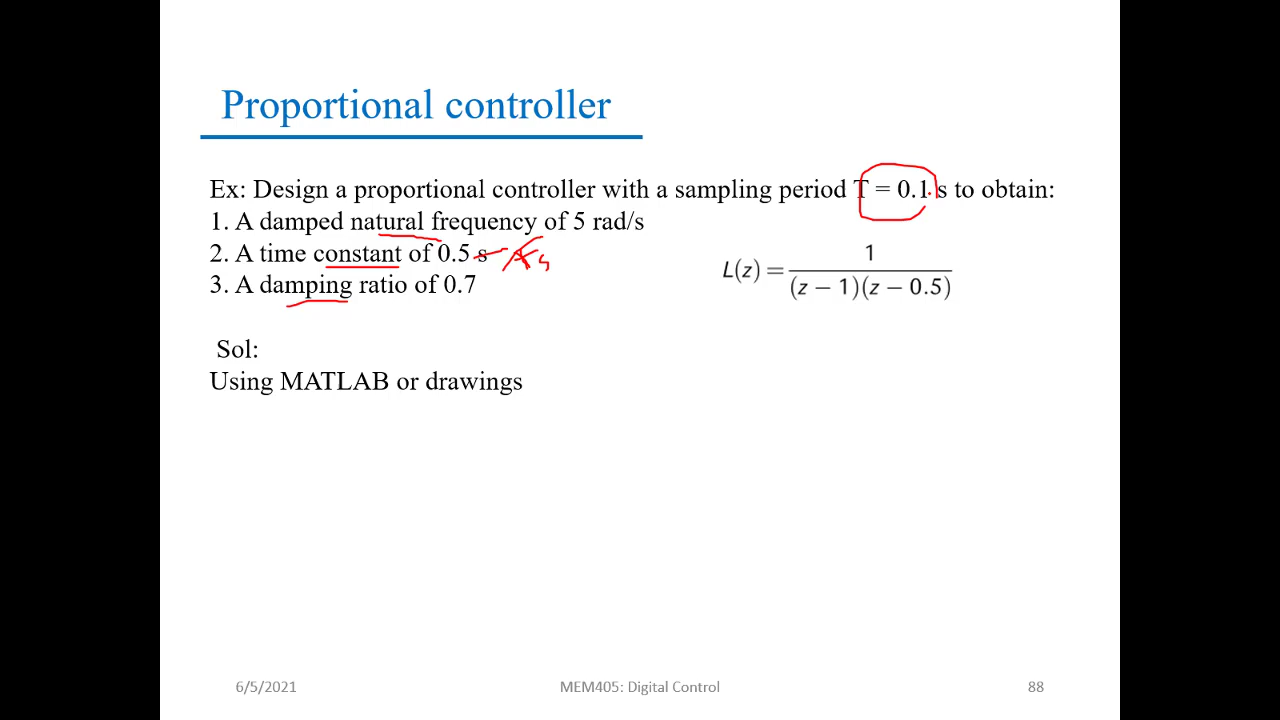 Proportional controller
Ex: Design a proportional controller with a sampling period T = 0.1 s to obtain:
1. A damped natural frequency of 5 rad/s
2. A time constant of 0.5 s
3. A damping ratio of 0.7
L(z) = 1 / (z − 1)(z − 0.5)
Sol:
Using MATLAB or drawings
6/5/2021
MEM405: Digital Control
88